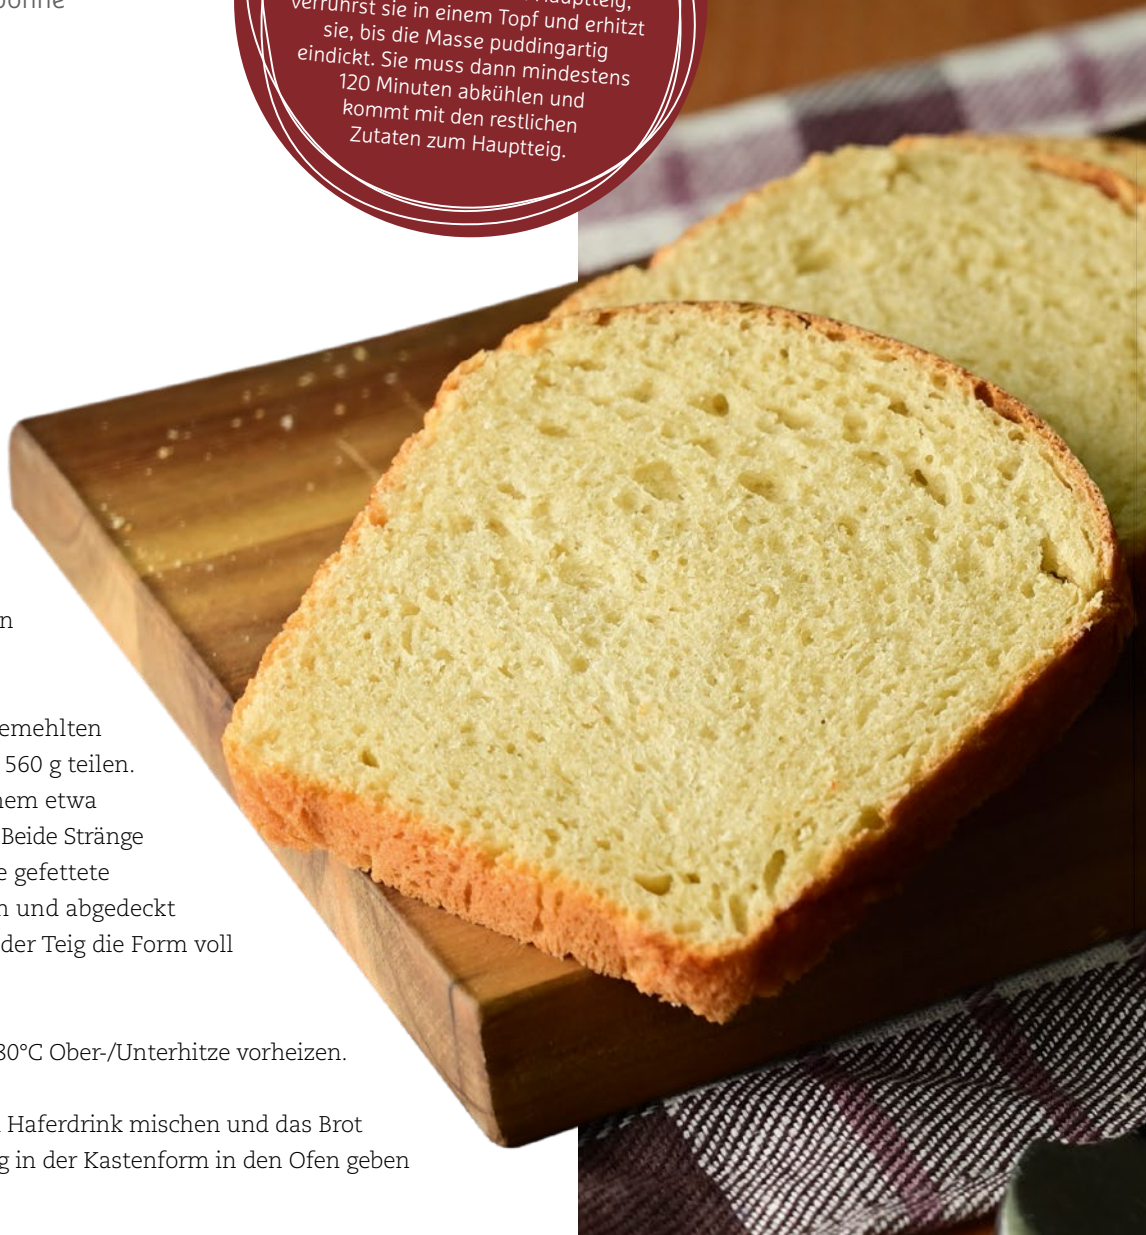 verrührst sie in einem Topf und erhitzt
sie, bis die Masse puddingartig
eindickt. Sie muss dann mindestens
120 Minuten abkühlen und
kommt mit den restlichen
Zutaten zum Hauptteig.
n
emehlten
560 g teilen.
nem etwa
Beide Stränge
e gefettete
n und abgedeckt
der Teig die Form voll
80°C Ober-/Unterhitze vorheizen.
Haferdrink mischen und das Brot
g in der Kastenform in den Ofen geben